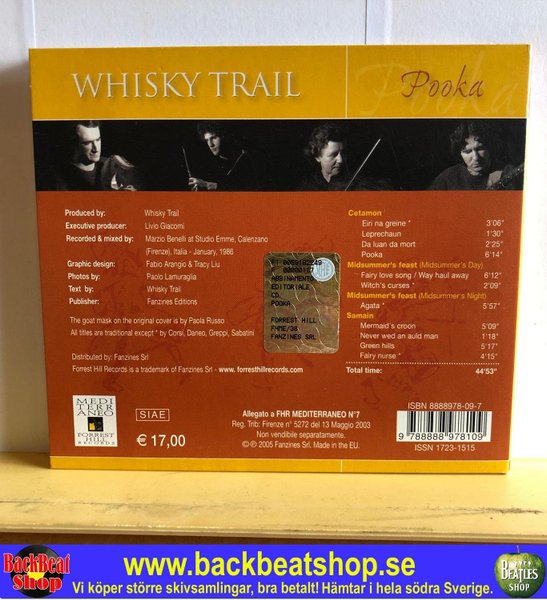 WHISKY TRAIL
Pooka
Produced by: Whisky Trail
Executive producer: Livio Giacomi
Recorded & mixed by: Marzio Benelli at Studio Emme, Calenzano
(Firenze), Italia - January, 1986
Graphic design: Fabio Arangio & Tracy Liu
Photos by: Paolo Lamuraglia
Text by: Whisky Trail
Publisher: Fanzines Editions
The goat mask on the original cover is by Paola Russo
All titles are traditional except * by Corsi, Daneo, Greppi, Sabatini
Distributed by: Fanzines Srl
Forrest Hill Records is a trademark of Fanzines Srl - www.forresthillrecords.com
ABBINAMENTO
EDITORIALE
CD
POOKA
FORREST HILL
FHME/38
FANZINES SRL
Cetamon
Eiri na greine * 3'06"
Leprechaun 1'30"
Da luan da mort 2'25"
Pooka 6'14"
Midsummer's feast (Midsummer's Day)
Fairy love song / Way haul away 6'12"
Witch's curses * 2'09"
Midsummer's feast (Midsummer's Night)
Agata * 5'57"
Samain
Mermaid's croon 5'09"
Never wed an auld man 1'18"
Green hills 5'17"
Fairy nurse * 4'15"
Total time: 44'53"
MEDI
TERR
ANEO
FORREST
HILL
RECORDS
SIAE
€ 17,00
Allegato a FHR MEDITERRANEO N°7
Reg. Trib: Firenze n° 5272 del 13 Maggio 2003
Non vendibile separatamente.
© ℗ 2005 Fanzines Srl. Made in the EU.
ISBN 8888978-09-7
9 788888 978109
ISSN 1723-1515
BackBeat
Shop
www.backbeatshop.se
Vi köper större skivsamlingar, bra betalt! Hämtar i hela södra Sverige.
BEATLES
SHOP